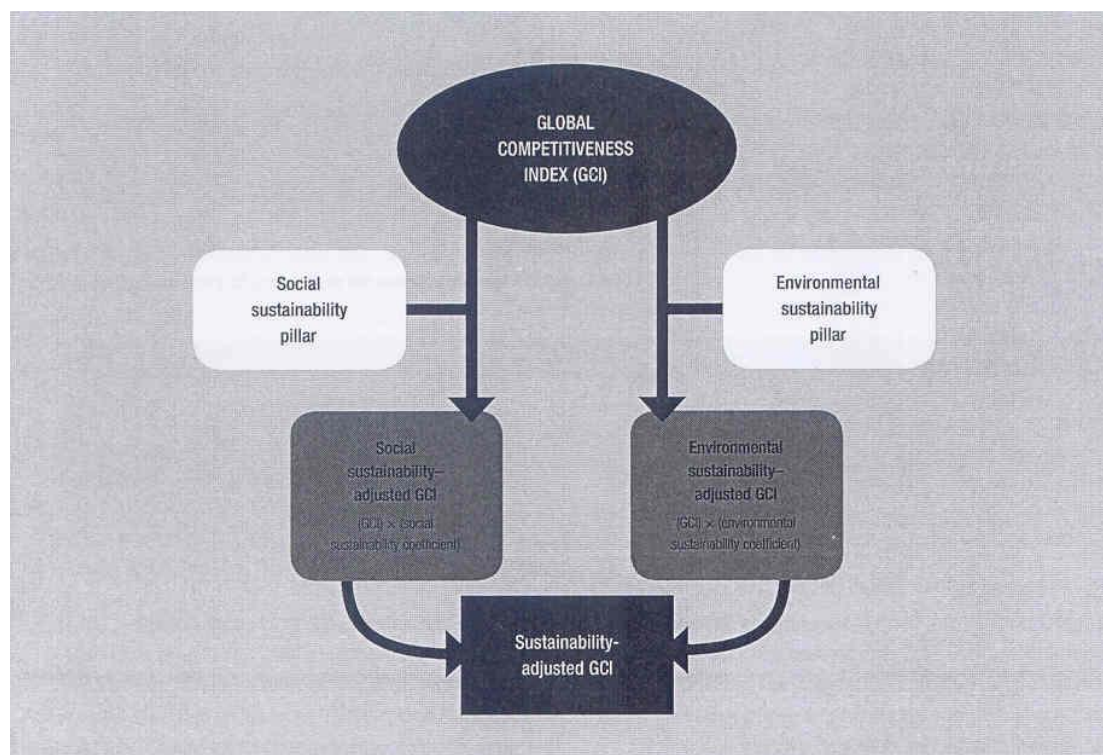 GLOBAL
COMPETITIVENESS
INDEX (GCI)
Social
sustainability
pillar
Environmental
sustainability
pillar
Social
sustainability–
adjusted GCI
(GCI) × (social
sustainability coefficient)
Environmental
sustainability–
adjusted GCI
(GCI) × (environmental
sustainability coefficient)
Sustainability-
adjusted GCI